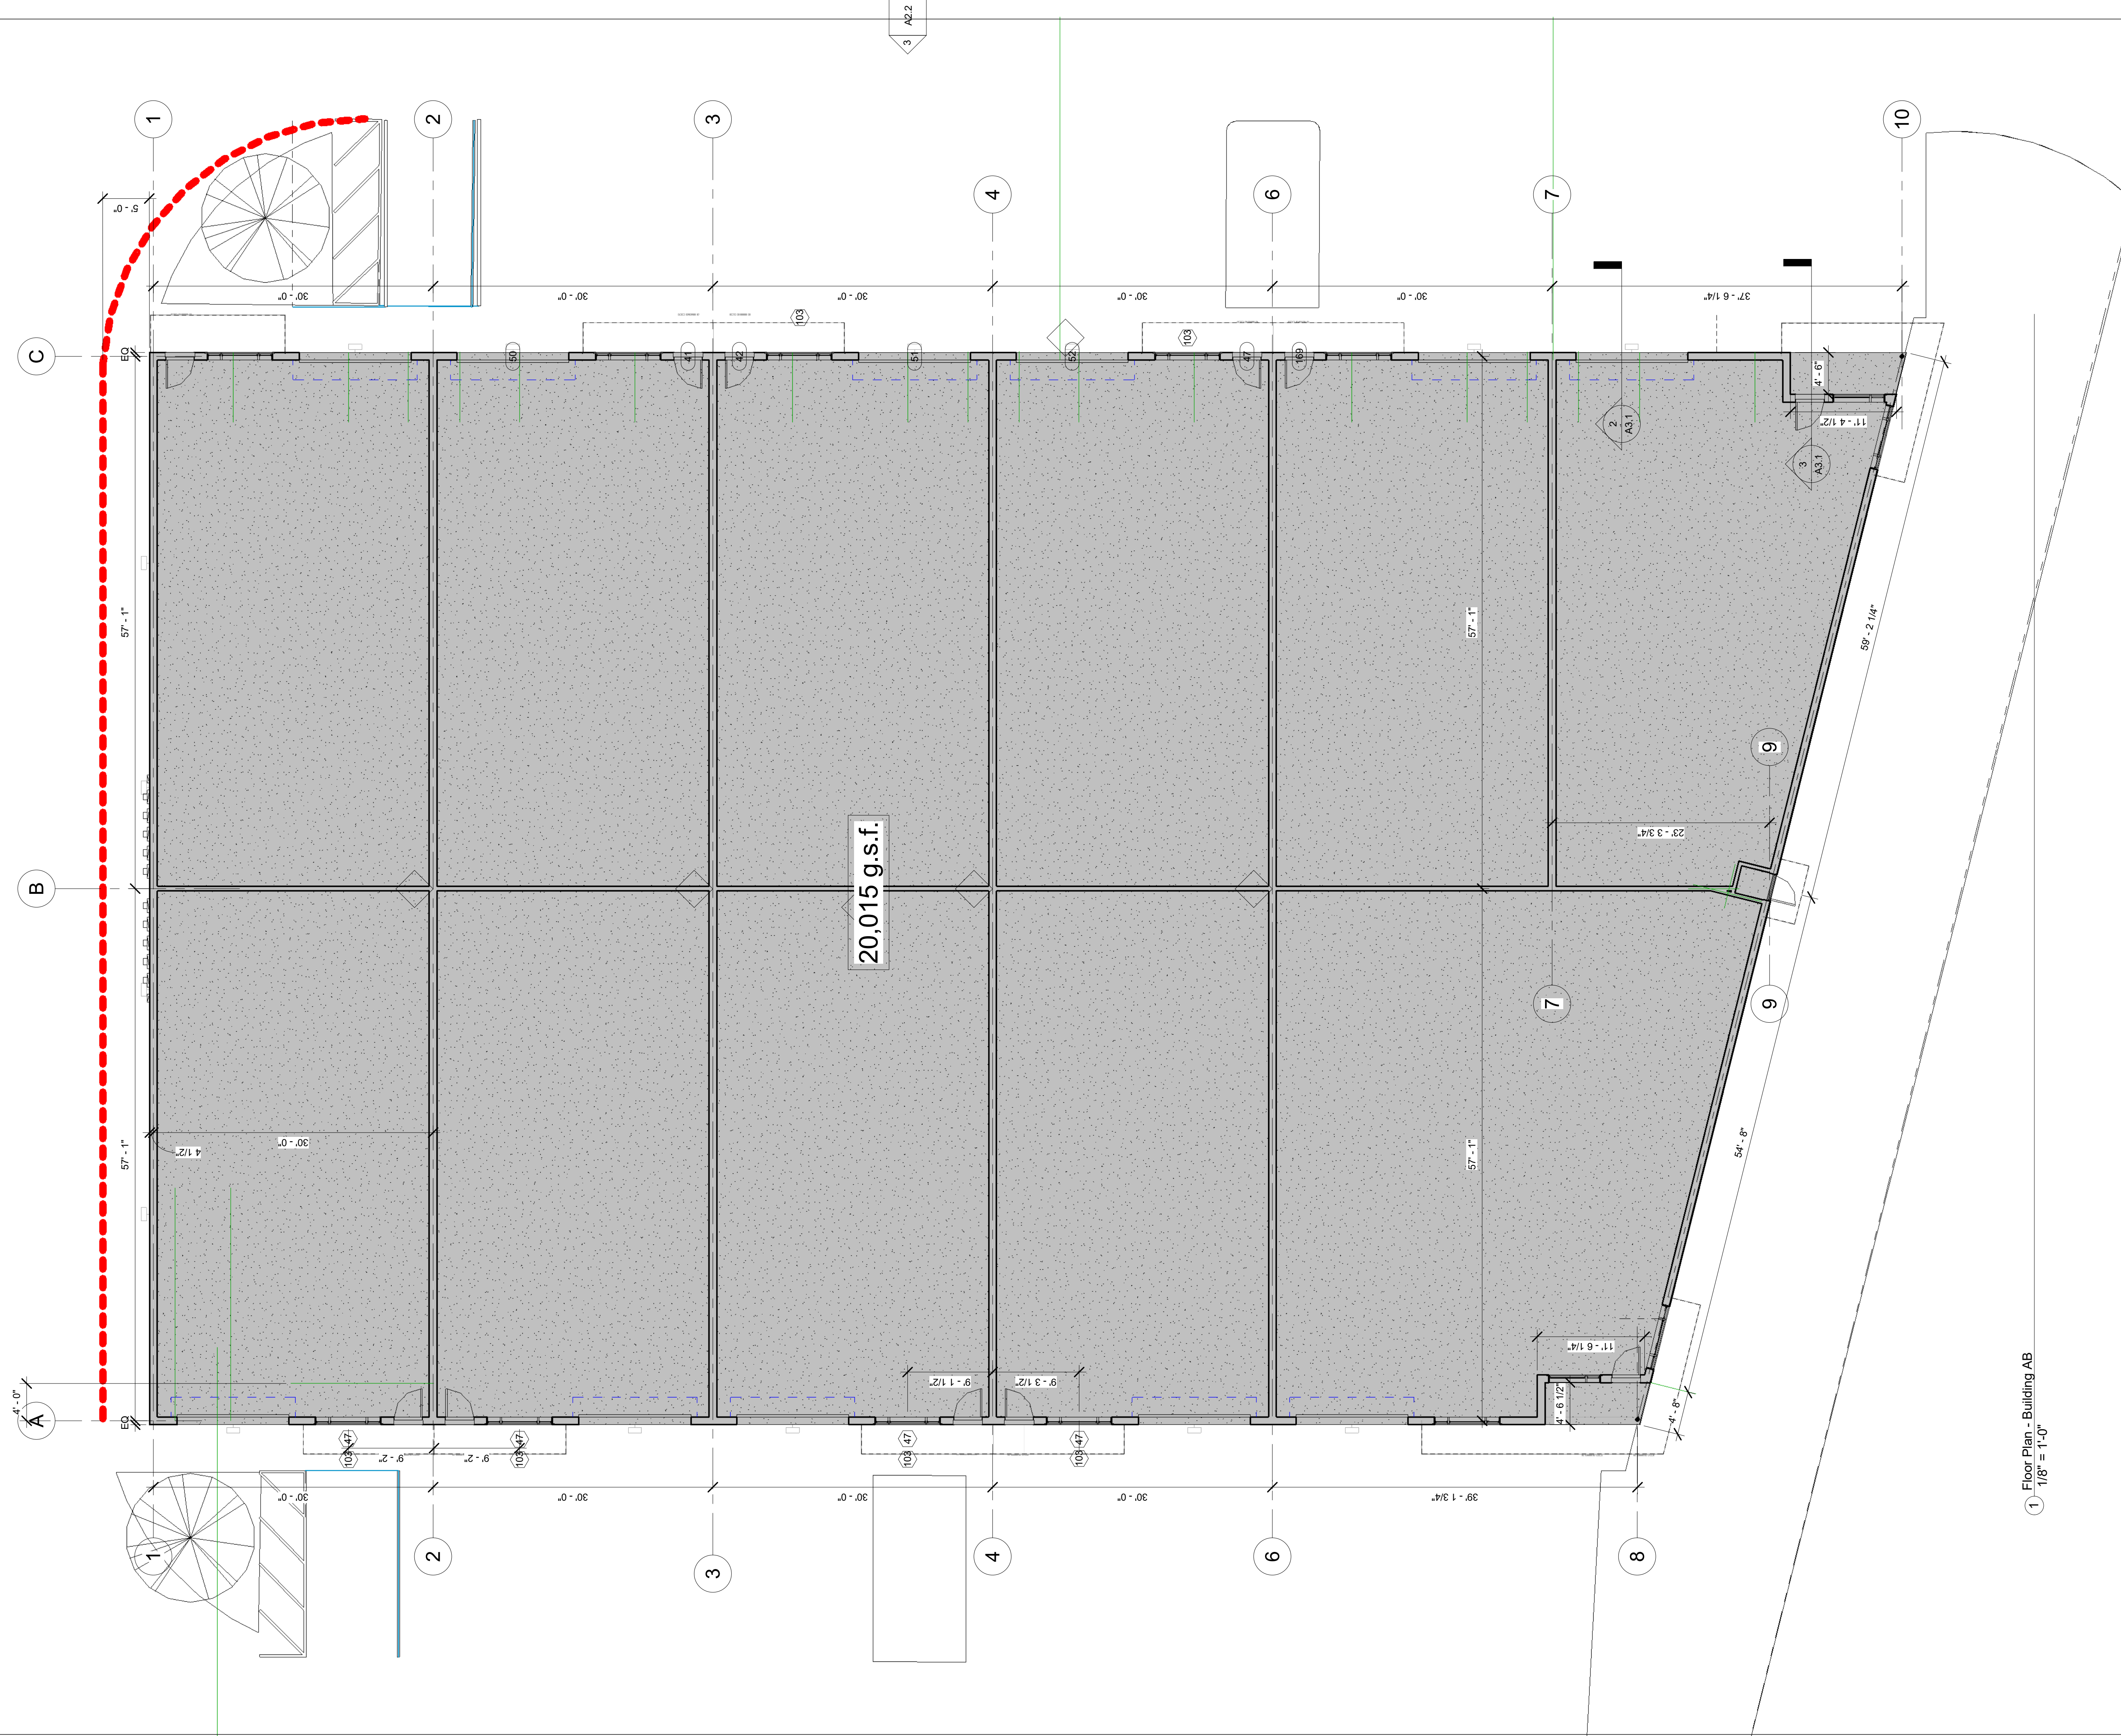 3
A2.2
1
2
3
4
6
7
10
5' - 0"
30' - 0"
30' - 0"
30' - 0"
30' - 0"
30' - 0"
37' - 6 1/4"
C
EQ
103
103
50
41
42
51
52
47
169
4' - 6"
11' - 4 1/2"
2
A3.1
3
A3.1
57' - 1"
57' - 1"
59' - 2 1/4"
9
23' - 3 3/4"
B
20,015 g.s.f.
7
9
57' - 1"
30' - 0"
4 1/2"
57' - 1"
54' - 8"
11' - 6 1/4"
9' - 1 1/2"
9' - 3 1/2"
4' - 6 1/2"
4' - 8"
4' - 0"
A
EQ
47
103
9' - 2"
9' - 2"
47
103
47
103
47
103
30' - 0"
30' - 0"
30' - 0"
30' - 0"
39' - 1 3/4"
1
2
3
4
6
8
1
Floor Plan - Building AB
1/8" = 1'-0"